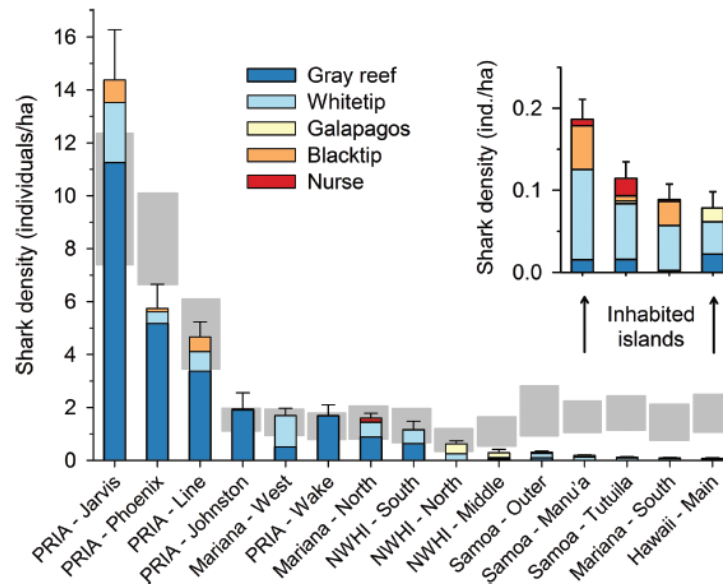 Shark density (individuals/ha)
16
14
12
10
8
6
4
2
0
Gray reef
Whitetip
Galapagos
Blacktip
Nurse
Shark density (ind./ha)
0.2
0.1
0.0
Inhabited
islands
PRIA - Jarvis
PRIA - Phoenix
PRIA - Line
PRIA - Johnston
Mariana - West
PRIA - Wake
Mariana - North
NWHI - South
NWHI - North
NWHI - Middle
Samoa - Outer
Samoa - Manu'a
Samoa - Tutuila
Mariana - South
Hawaii - Main